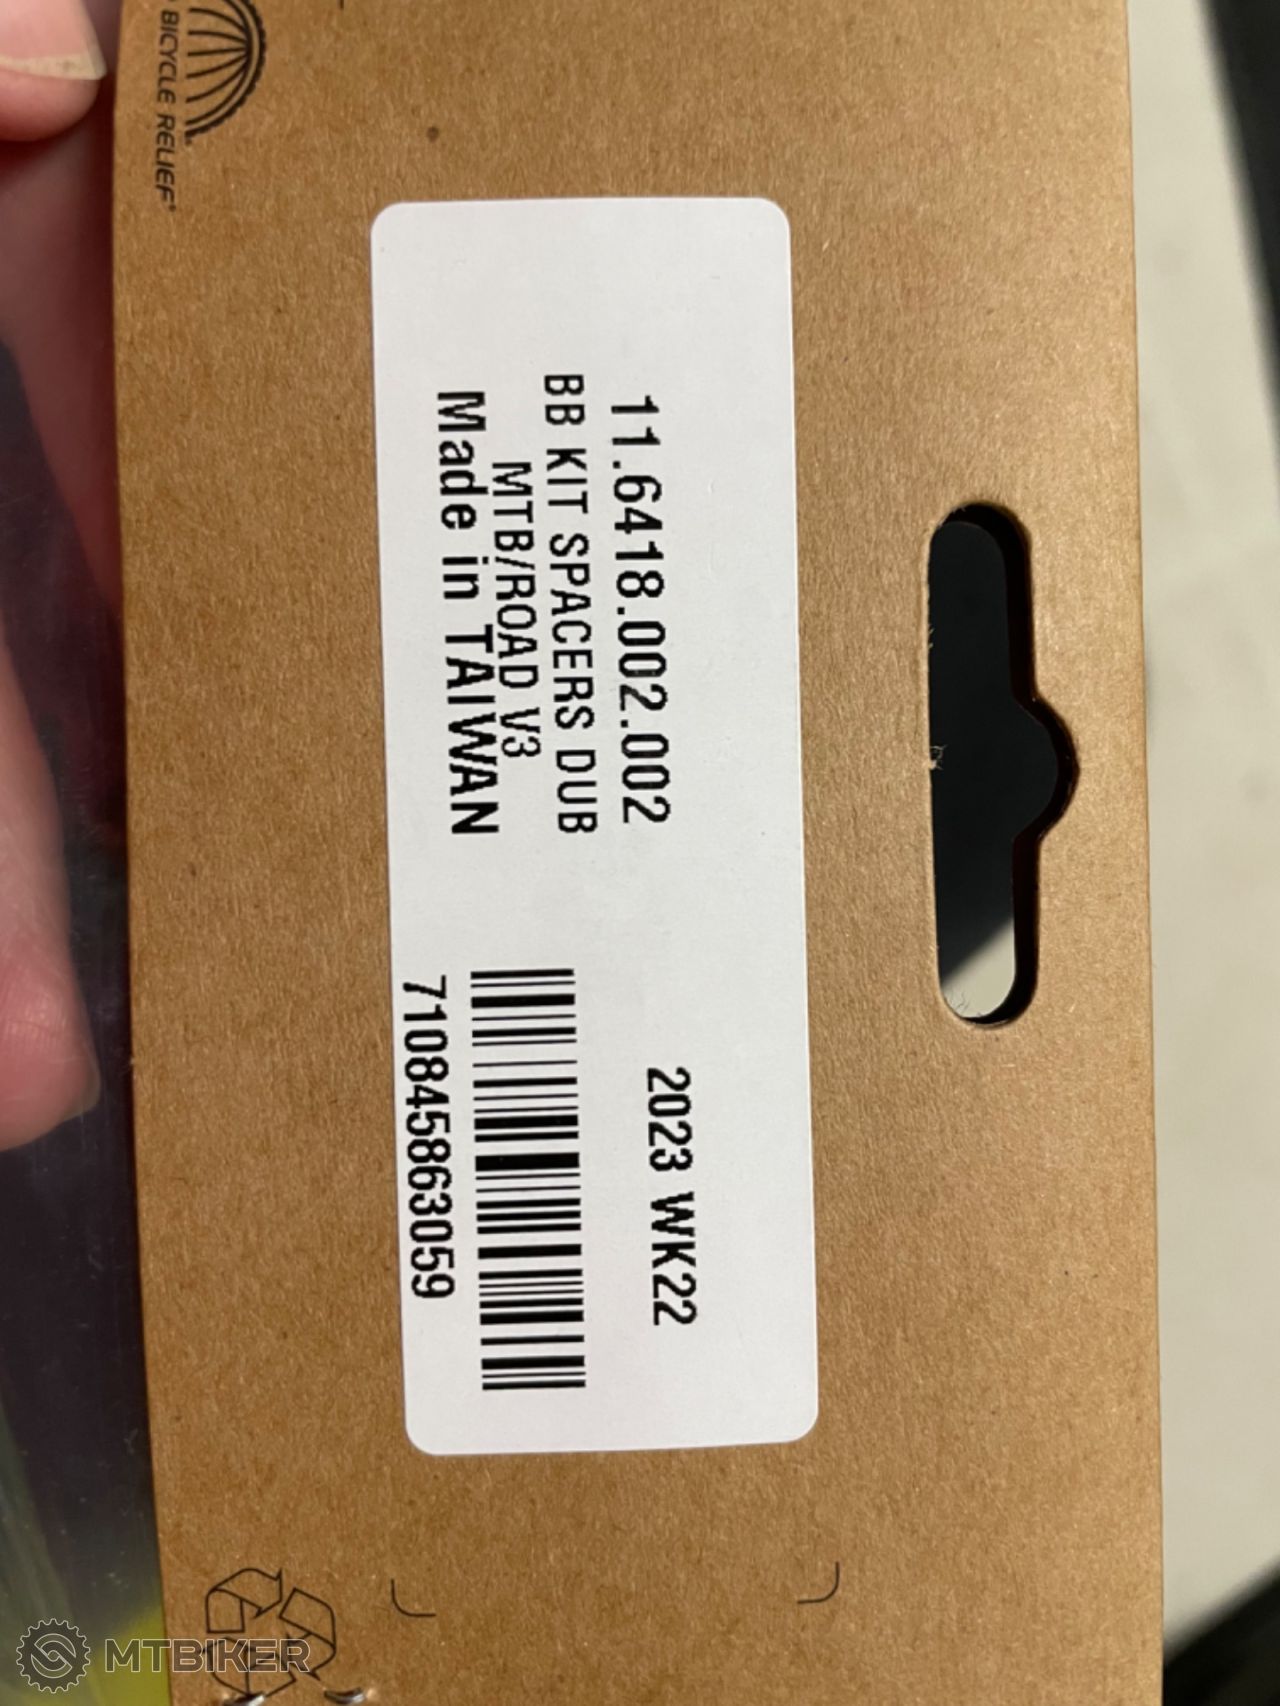 BICYCLE RELIEF®
11.6418.002.002
BB KIT SPACERS DUB
MTB/ROAD V3
Made in TAIWAN
2023 WK22
710845863059
MTBIKER